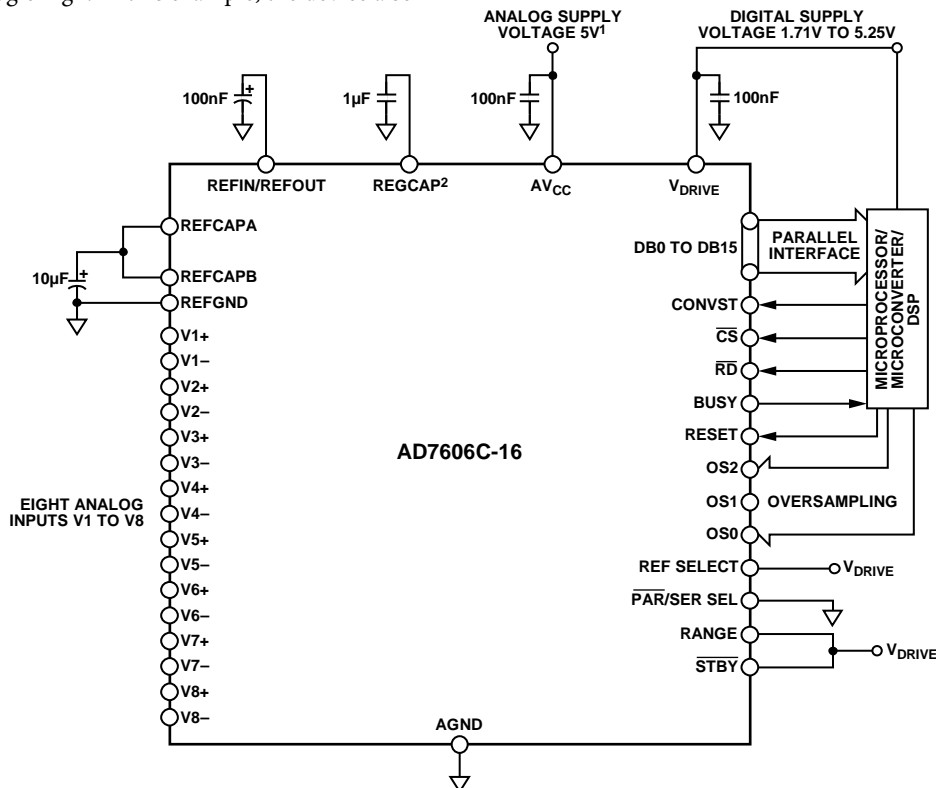 ANALOG SUPPLY
VOLTAGE 5V1
DIGITAL SUPPLY
VOLTAGE 1.71V TO 5.25V
100nF
+
1µF
100nF
100nF
REFIN/REFOUT
REGCAP2
AVCC
VDRIVE
REFCAPA
REFCAPB
REFGND
10µF
+
V1+
V1–
V2+
V2–
V3+
V3–
V4+
V4–
V5+
V5–
V6+
V6–
V7+
V7–
V8+
V8–
EIGHT ANALOG
INPUTS V1 TO V8
AD7606C-16
DB0 TO DB15
PARALLEL
INTERFACE
CONVST
CS
RD
BUSY
RESET
OS2
OS1
OVERSAMPLING
OS0
REF SELECT
VDRIVE
PAR/SER SEL
RANGE
STBY
VDRIVE
MICROPROCESSOR/
MICROCONVERTER/
DSP
AGND